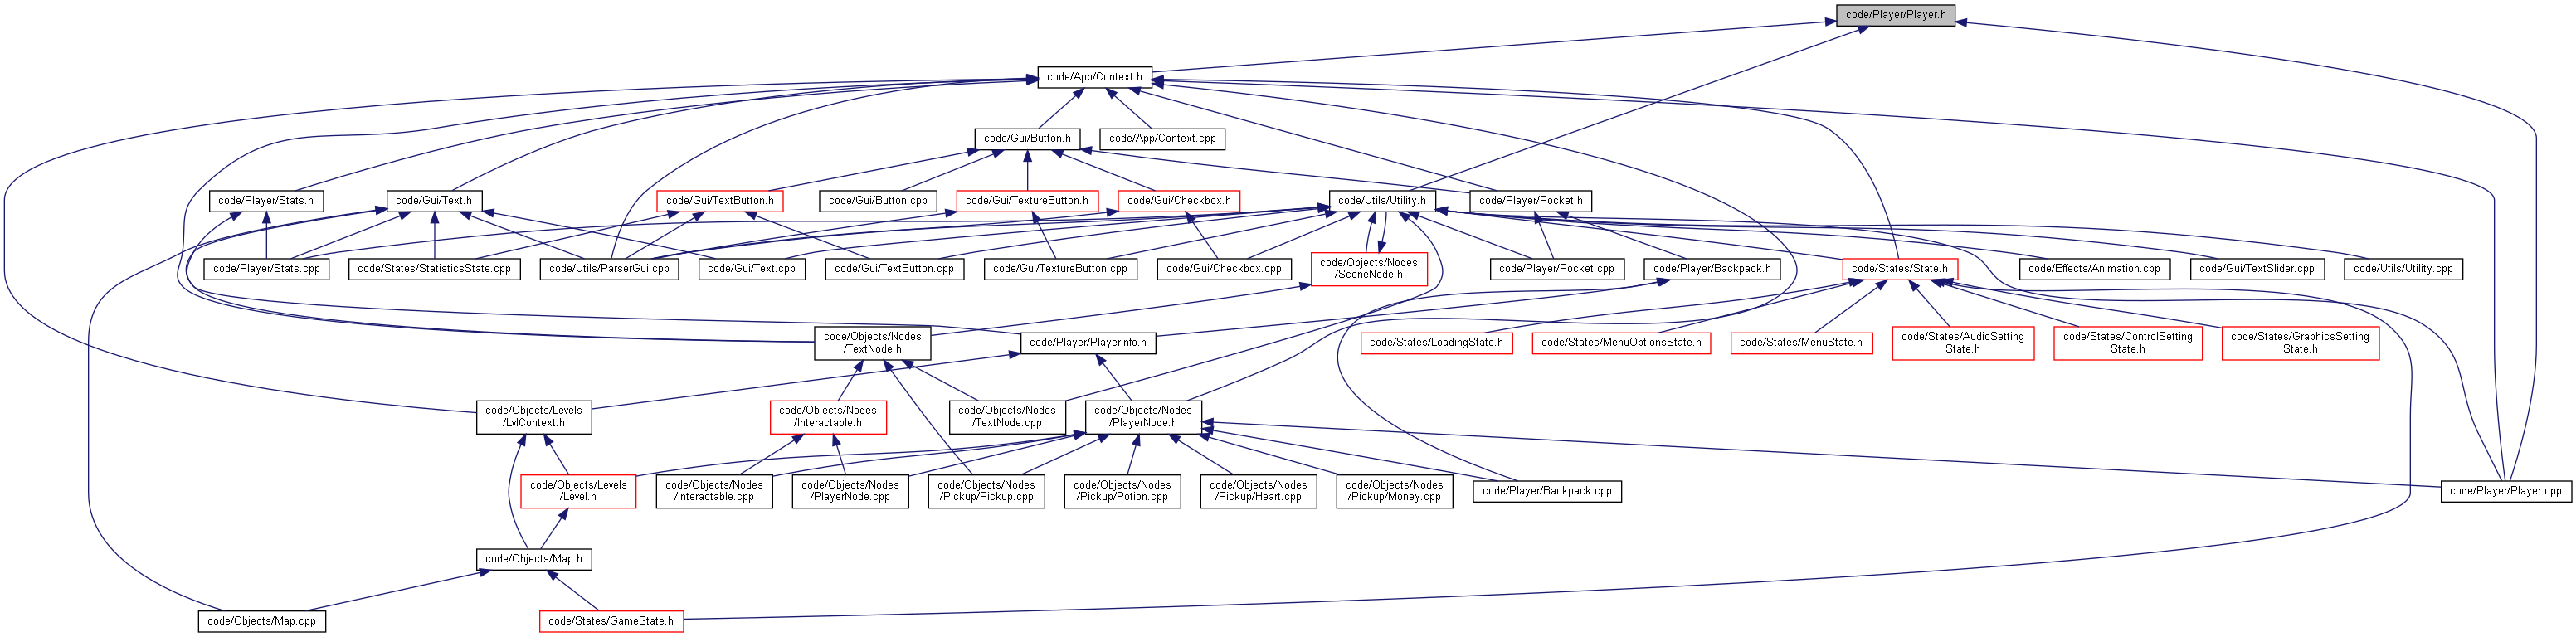 code/Player/Player.h
code/App/Context.h
code/Gui/Button.h
code/App/Context.cpp
code/Player/Stats.h
code/Gui/Text.h
code/Gui/TextButton.h
code/Gui/Button.cpp
code/Gui/TextureButton.h
code/Gui/Checkbox.h
code/Utils/Utility.h
code/Player/Pocket.h
code/Player/Stats.cpp
code/States/StatisticsState.cpp
code/Utils/ParserGui.cpp
code/Gui/Text.cpp
code/Gui/TextButton.cpp
code/Gui/TextureButton.cpp
code/Gui/Checkbox.cpp
code/Objects/Nodes
/SceneNode.h
code/Player/Pocket.cpp
code/Player/Backpack.h
code/States/State.h
code/Effects/Animation.cpp
code/Gui/TextSlider.cpp
code/Utils/Utility.cpp
code/Objects/Nodes
/TextNode.h
code/Player/PlayerInfo.h
code/States/LoadingState.h
code/States/MenuOptionsState.h
code/States/MenuState.h
code/States/AudioSetting
State.h
code/States/ControlSetting
State.h
code/States/GraphicsSetting
State.h
code/Objects/Levels
/LvlContext.h
code/Objects/Nodes
/Interactable.h
code/Objects/Nodes
/TextNode.cpp
code/Objects/Nodes
/PlayerNode.h
code/Objects/Levels
/Level.h
code/Objects/Nodes
/Interactable.cpp
code/Objects/Nodes
/PlayerNode.cpp
code/Objects/Nodes
/Pickup/Pickup.cpp
code/Objects/Nodes
/Pickup/Potion.cpp
code/Objects/Nodes
/Pickup/Heart.cpp
code/Objects/Nodes
/Pickup/Money.cpp
code/Player/Backpack.cpp
code/Player/Player.cpp
code/Objects/Map.h
code/Objects/Map.cpp
code/States/GameState.h